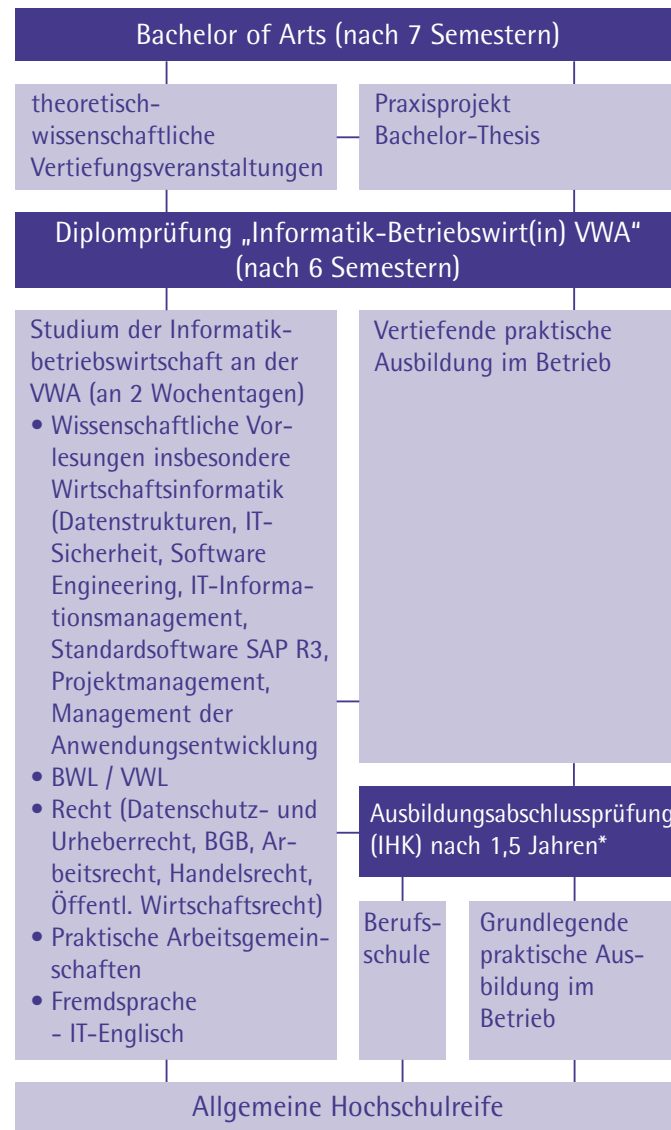 Bachelor of Arts (nach 7 Semestern)
theoretisch-
wissenschaftliche
Vertiefungsveranstaltungen
Praxisprojekt
Bachelor-Thesis
Diplomprüfung „Informatik-Betriebswirt(in) VWA“
(nach 6 Semestern)
Studium der Informatik-
betriebswirtschaft an der
VWA (an 2 Wochentagen)
• Wissenschaftliche Vor-
lesungen insbesondere
Wirtschaftsinformatik
(Datenstrukturen, IT-
Sicherheit, Software
Engineering, IT-Informa-
tionsmanagement,
Standardsoftware SAP R3,
Projektmanagement,
Management der
Anwendungsentwicklung
• BWL / VWL
• Recht (Datenschutz- und
Urheberrecht, BGB, Ar-
beitsrecht, Handelsrecht,
Öffentl. Wirtschaftsrecht)
• Praktische Arbeitsgemein-
schaften
• Fremdsprache
- IT-Englisch
Vertiefende praktische
Ausbildung im Betrieb
Ausbildungsabschlussprüfung
(IHK) nach 1,5 Jahren*
Berufs-
schule
Grundlegende
praktische Aus-
bildung im
Betrieb
Allgemeine Hochschulreife